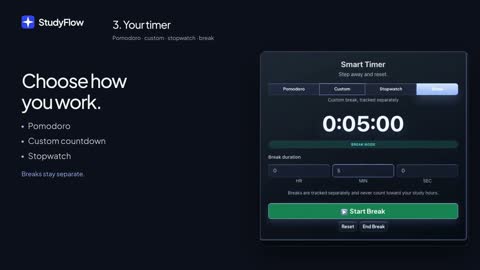 StudyFlow
3. Your timer
Pomodoro · custom · stopwatch · break
Choose how
you work.
• Pomodoro
• Custom countdown
• Stopwatch
Breaks stay separate.
Smart Timer
Step away and reset.
Pomodoro Custom Stopwatch Break
Custom break, tracked separately
0:05:00
BREAK MODE
Break duration
0 5 0
HR MIN SEC
Breaks are tracked separately and never count toward your study hours.
Start Break
Reset End Break